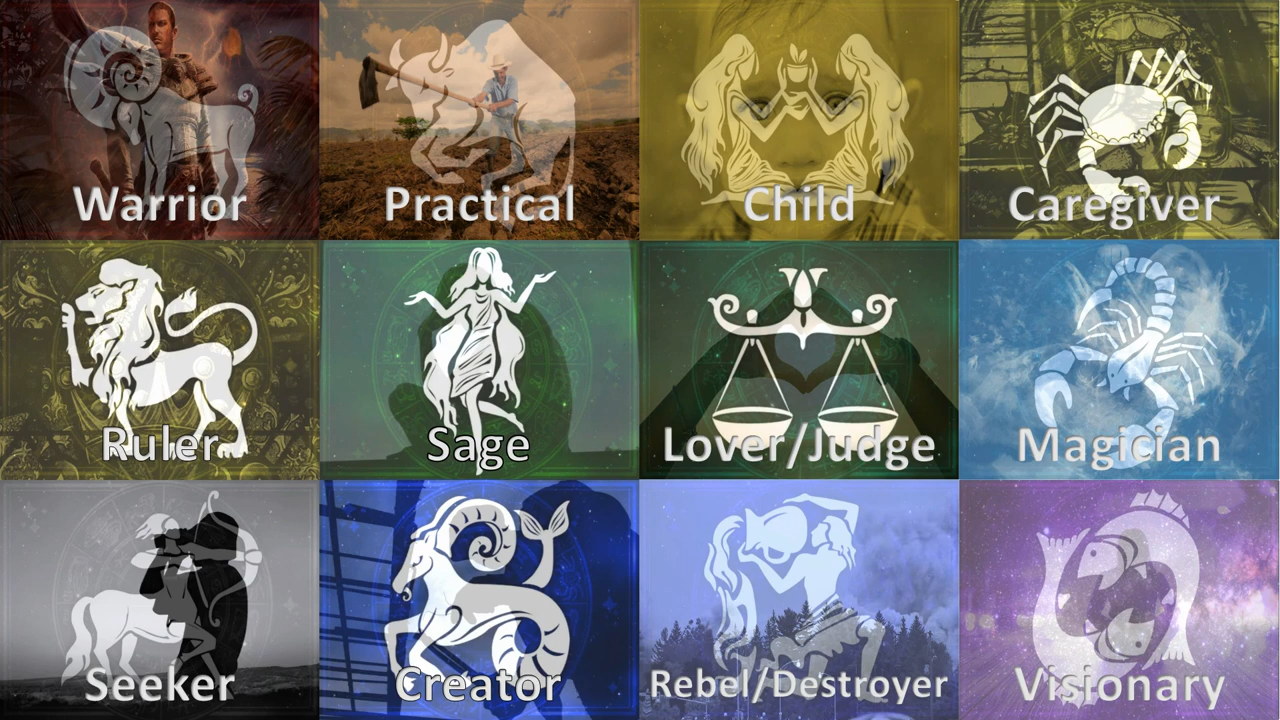 Warrior
Practical
Child
Caregiver
Ruler
Sage
Lover/Judge
Magician
Seeker
Creator
Rebel/Destroyer
Visionary